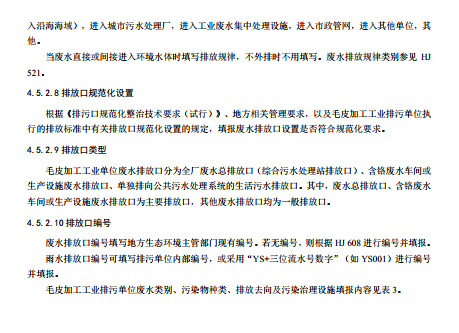 入沿海海域），进入城市污水处理厂，进入工业废水集中处理设施，进入市政管网，进入其他单位，其
他。
当废水直接或间接进入环境水体时填写排放规律，不外排时不用填写。废水排放规律类别参见 HJ
521。
4.5.2.8 排放口规范化设置
根据《排污口规范化整治技术要求（试行）》、地方相关管理要求，以及毛皮加工工业排污单位执
行的排放标准中有关排放口规范化设置的规定，填报废水排放口设置是否符合规范化要求。
4.5.2.9 排放口类型
毛皮加工工业单位废水排放口分为全厂废水总排放口（综合污水处理站排放口）、含铬废水车间或
生产设施废水排放口、单独排向公共污水处理系统的生活污水排放口。其中，废水总排放口、含铬废水
车间或生产设施废水排放口为主要排放口，其他废水排放口均为一般排放口。
4.5.2.10 排放口编号
废水排放口编号填写地方生态环境主管部门现有编号。若无编号，则根据 HJ 608 进行编号并填报。
雨水排放口编号可填写排污单位内部编号，或采用“YS+三位流水号数字”（如 YS001）进行编号
并填报。
毛皮加工工业排污单位废水类别、污染物种类、排放去向及污染治理设施填报内容见表 3。